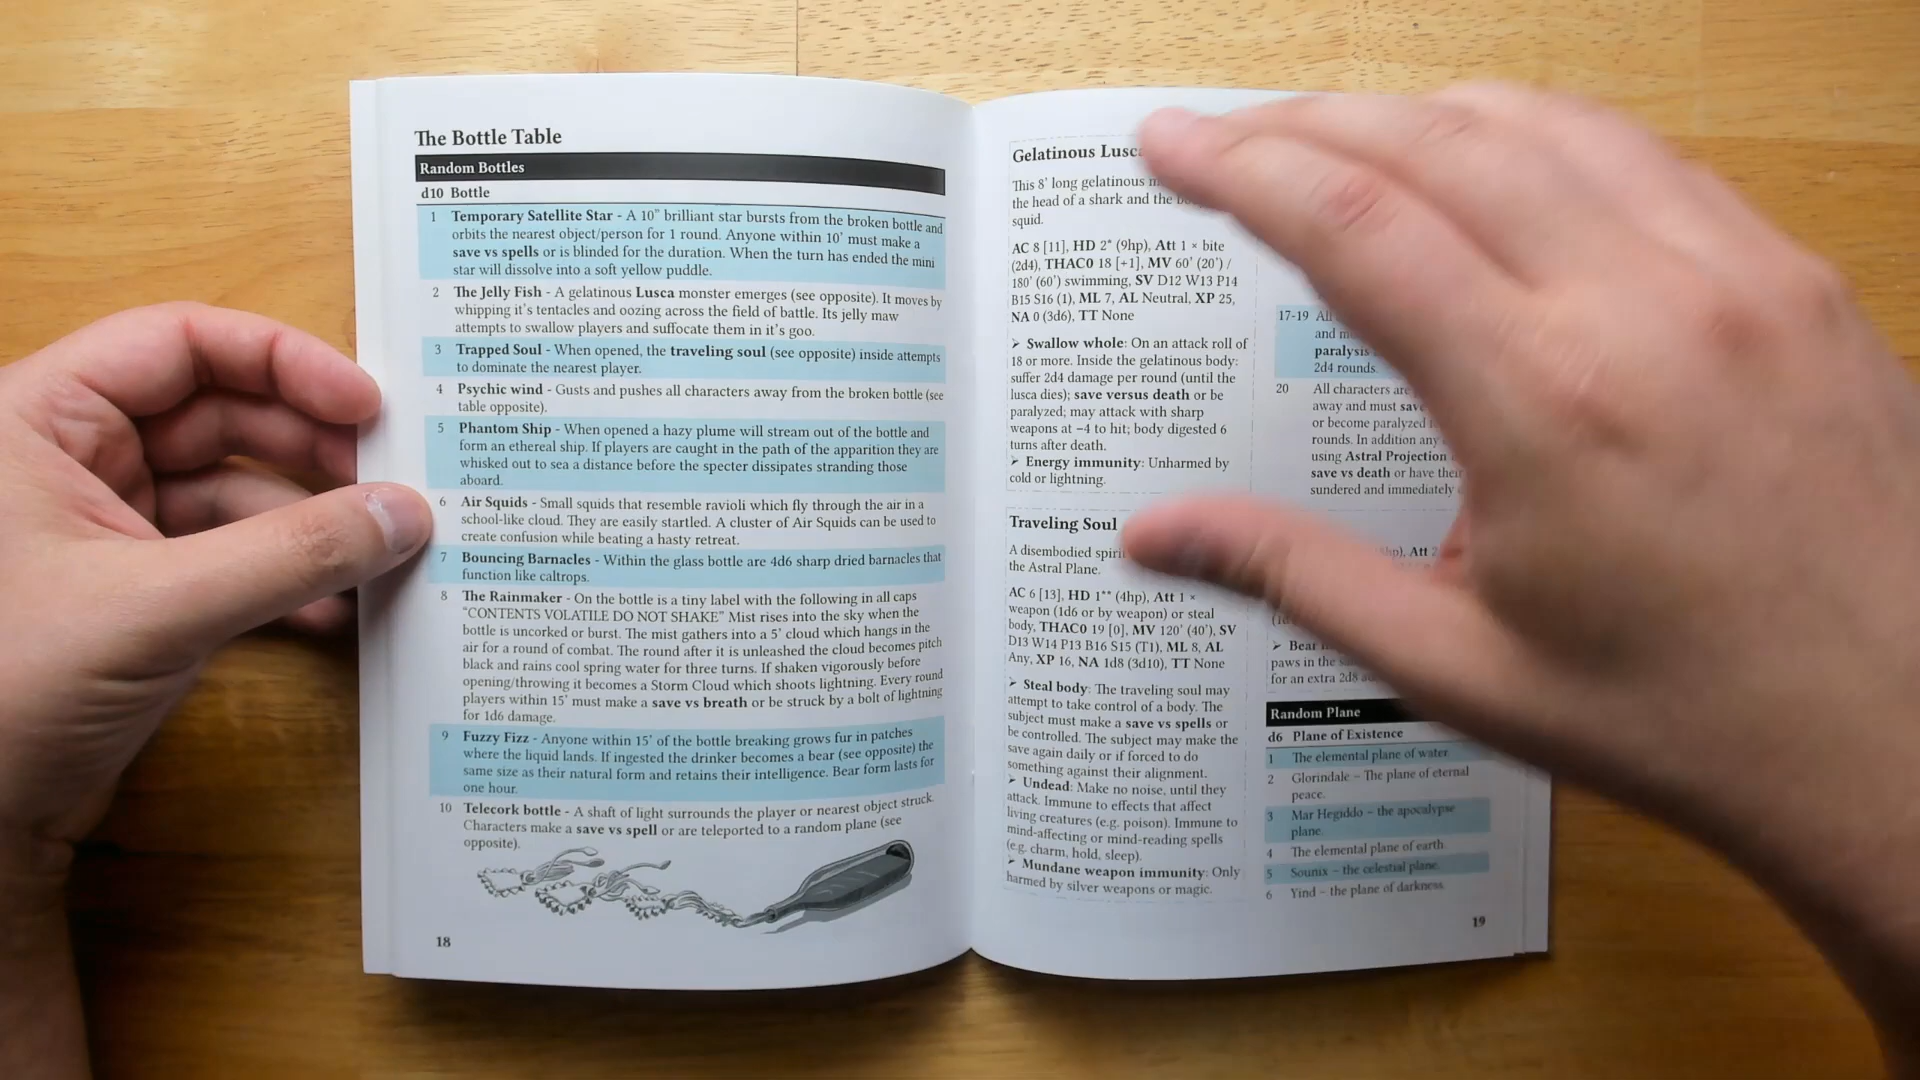 The Bottle Table
Random Bottles
d10 Bottle
1 Temporary Satellite Star - A 10" brilliant star bursts from the broken bottle and
orbits the nearest object/person for 1 round. Anyone within 10' must make a
save vs spells or is blinded for the duration. When the turn has ended the mini
star will dissolve into a soft yellow puddle.
2 The Jelly Fish - A gelatinous Lusca monster emerges (see opposite). It moves by
whipping it's tentacles and oozing across the field of battle. Its jelly maw
attempts to swallow players and suffocate them in it's goo.
3 Trapped Soul - When opened, the traveling soul (see opposite) inside attempts
to dominate the nearest player.
4 Psychic wind - Gusts and pushes all characters away from the broken bottle (see
table opposite).
5 Phantom Ship - When opened a hazy plume will stream out of the bottle and
form an ethereal ship. If players are caught in the path of the apparition they are
whisked out to sea a distance before the specter dissipates stranding those
aboard.
6 Air Squids - Small squids that resemble ravioli which fly through the air in a
school-like cloud. They are easily startled. A cluster of Air Squids can be used to
create confusion while beating a hasty retreat.
7 Bouncing Barnacles - Within the glass bottle are 4d6 sharp dried barnacles that
function like caltrops.
8 The Rainmaker - On the bottle is a tiny label with the following in all caps
"CONTENTS VOLATILE DO NOT SHAKE" Mist rises into the sky when the
bottle is uncorked or burst. The mist gathers into a 5' cloud which hangs in the
air for a round of combat. The round after it is unleashed the cloud becomes pitch
black and rains cool spring water for three turns. If shaken vigorously before
opening/throwing it becomes a Storm Cloud which shoots lightning. Every round
players within 15' must make a save vs breath or be struck by a bolt of lightning
for 1d6 damage.
9 Fuzzy Fizz - Anyone within 15' of the bottle breaking grows fur in patches
where the liquid lands. If ingested the drinker becomes a bear (see opposite) the
same size as their natural form and retains their intelligence. Bear form lasts for
one hour.
10 Telecork bottle - A shaft of light surrounds the player or nearest object struck.
Characters make a save vs spell or are teleported to a random plane (see
opposite).
18
Gelatinous
This 8' long gelatinous
the head of a shark and the
squid.
AC 8 [11], HD 2* (9hp), Att 1 × bite
(2d4), THAC0 18 [+1], MV 60' (20') /
180' (60') swimming, SV D12 W13 P14
B15 S16 (1), ML 7, AL Neutral, XP 25,
NA 0 (3d6), TT None
➤ Swallow whole: On an attack roll of
18 or more. Inside the gelatinous body:
suffer 2d4 damage per round (until the
lusca dies); save versus death or be
paralyzed; may attack with sharp
weapons at −4 to hit; body digested 6
turns after death.
➤ Energy immunity: Unharmed by
cold or lightning.
Traveling Soul
A disembodied
the Astral Plane.
AC 6 [13], HD 1** (4hp), Att 1 ×
weapon (1d6 or by weapon) or steal
body, THAC0 19 [0], MV 120' (40'), SV
D13 W14 P13 B16 S15 (T1), ML 8, AL
Any, XP 16, NA 1d8 (3d10), TT None
➤ Steal body: The traveling soul may
attempt to take control of a body. The
subject must make a save vs spells or
be controlled. The subject may make the
save again daily or if forced to do
something against their alignment.
➤ Undead: Make no noise, until they
attack. Immune to effects that affect
living creatures (e.g. poison). Immune to
mind-affecting or mind-reading spells
(e.g. charm, hold, sleep).
➤ Mundane weapon immunity: Only
harmed by silver weapons or magic.
17-19
and
paralysis
2d4 rounds.
20 All characters are
away and must
or become paralyzed
rounds. In addition any
using Astral Projection
save vs death or have their
sundered and immediately
Att 2
➤ Bear
paws in the
for an extra 2d8
Random Plane
d6 Plane of Existence
1 The elemental plane of water
2 Glorindale – The plane of eternal
peace.
3 Mar Hegiddo – the apocalypse
plane.
4 The elemental plane of earth
5 Sounix – the celestial plane.
6 Yind – the plane of darkness
19